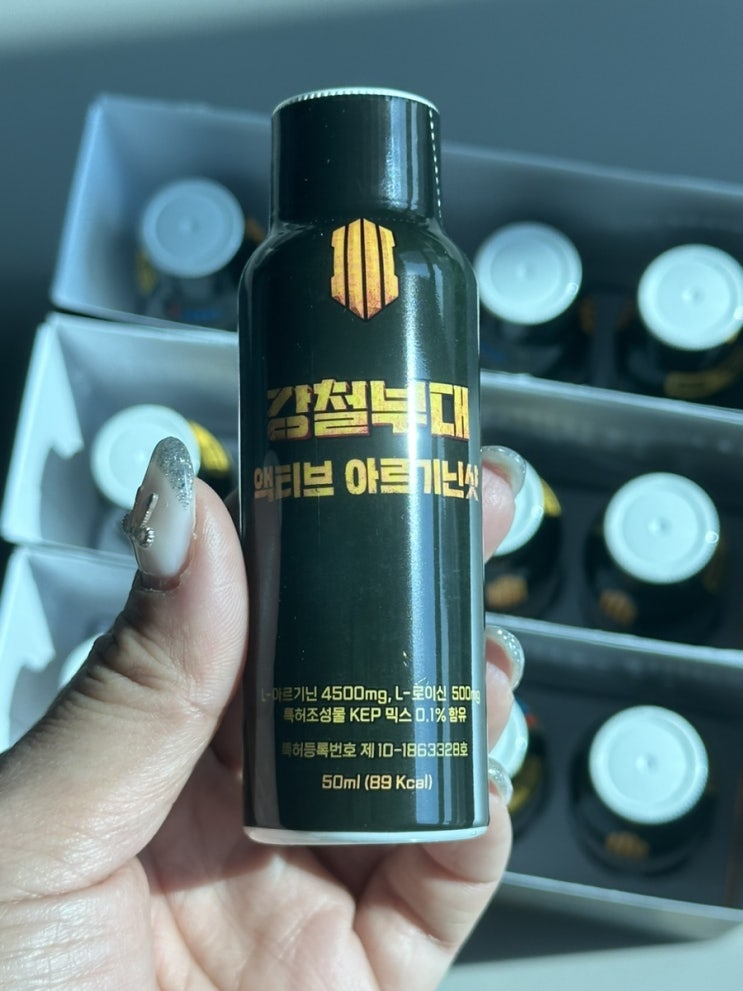 강철부대
액티브 아르기닌샷
L-아르기닌 4500mg, L-로이신 500mg
특허조성물 KEP 믹스 0.1% 함유
특허등록번호 제10-1863328호
50ml (89 Kcal)